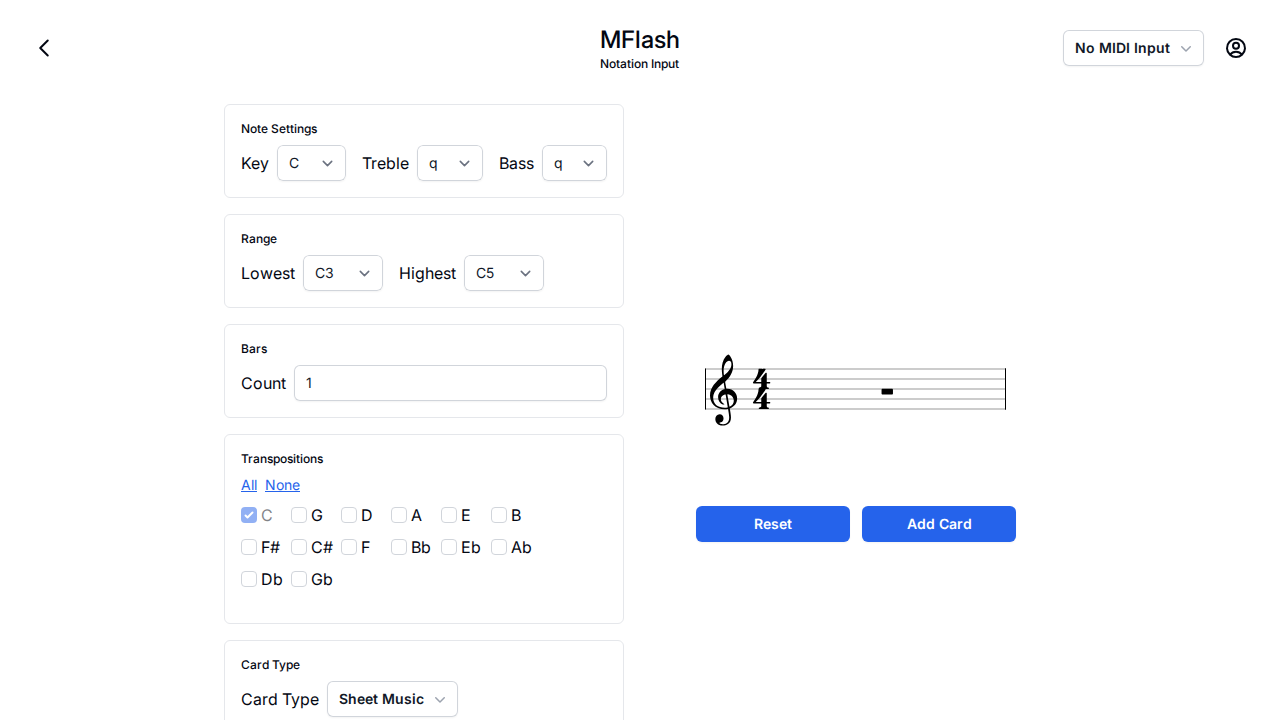 MFlash
Notation Input
No MIDI Input
Note Settings
Key C Treble q Bass q
Range
Lowest C3 Highest C5
Bars
Count 1
Transpositions
All None
C G D A E B
F# C# F Bb Eb Ab
Db Gb
Card Type
Card Type Sheet Music
4
4
Reset Add Card